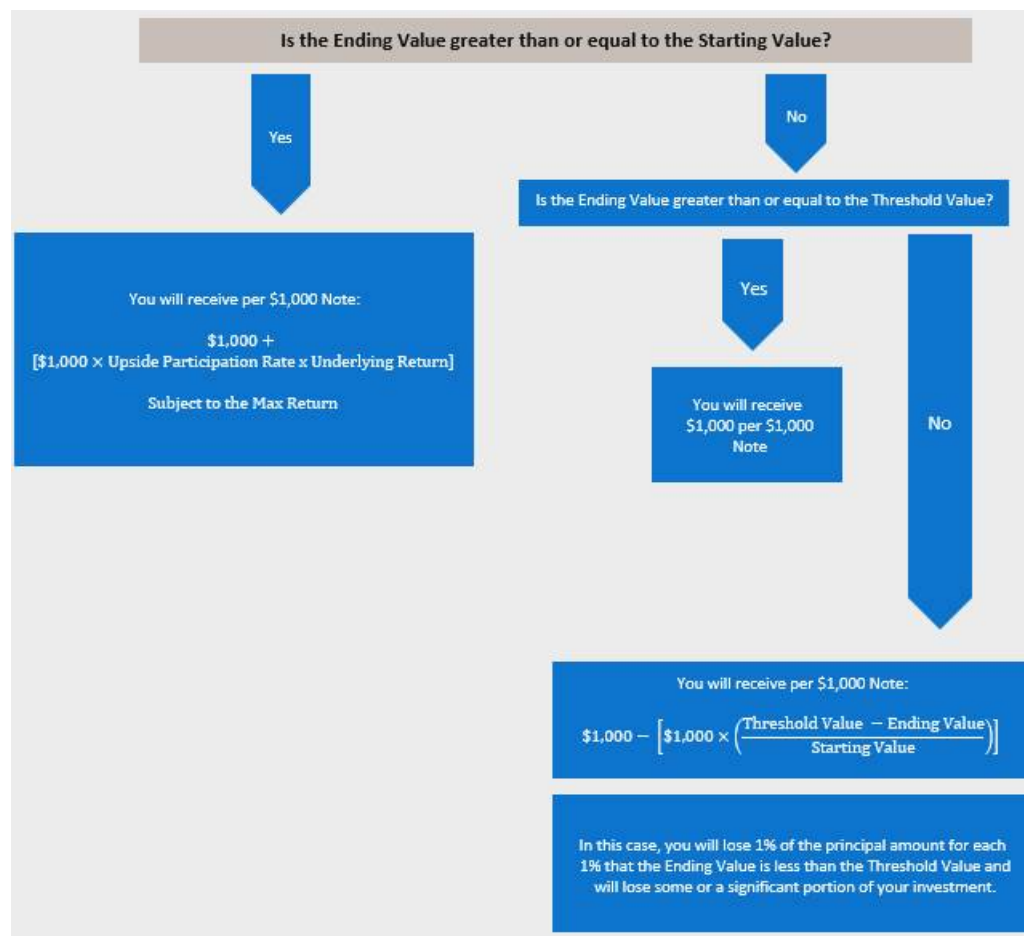 Is the Ending Value greater than or equal to the Starting Value?
Yes
No
Is the Ending Value greater than or equal to the Threshold Value?
You will receive per $1,000 Note:
$1,000 +
[$1,000 × Upside Participation Rate x Underlying Return]
Subject to the Max Return
Yes
You will receive
$1,000 per $1,000
Note
No
You will receive per $1,000 Note:
$1,000 − [$1,000 × (Threshold Value − Ending Value / Starting Value)]
In this case, you will lose 1% of the principal amount for each
1% that the Ending Value is less than the Threshold Value and
will lose some or a significant portion of your investment.